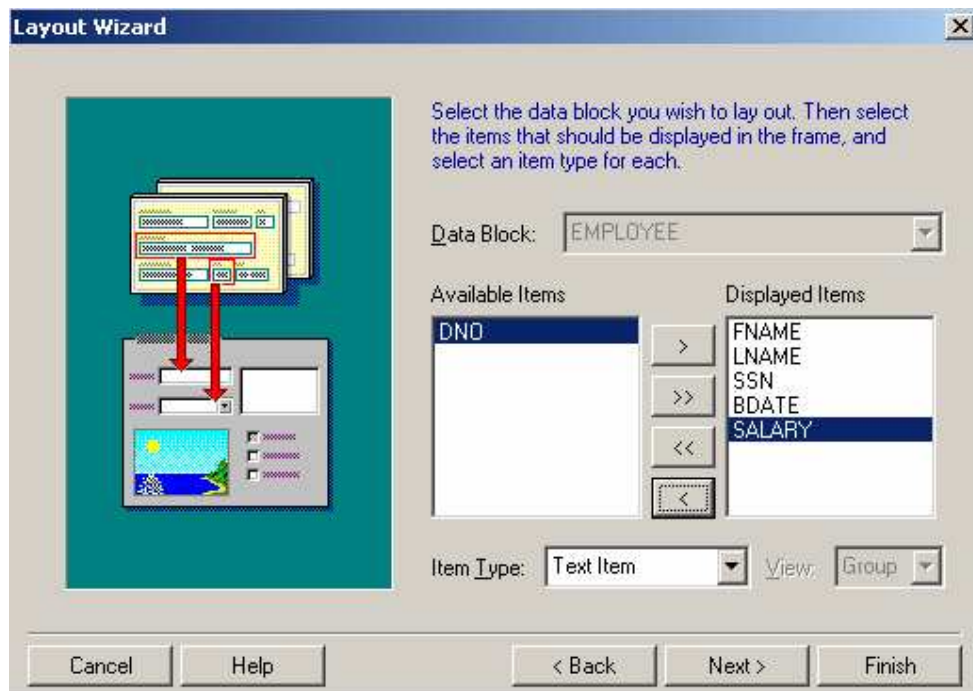 Layout Wizard
Select the data block you wish to lay out. Then select
the items that should be displayed in the frame, and
select an item type for each.
Data Block: EMPLOYEE
Available Items
DNO
>
>>
<<
<
Displayed Items
FNAME
LNAME
SSN
BDATE
SALARY
Item Type: Text Item View: Group
Cancel Help < Back Next > Finish